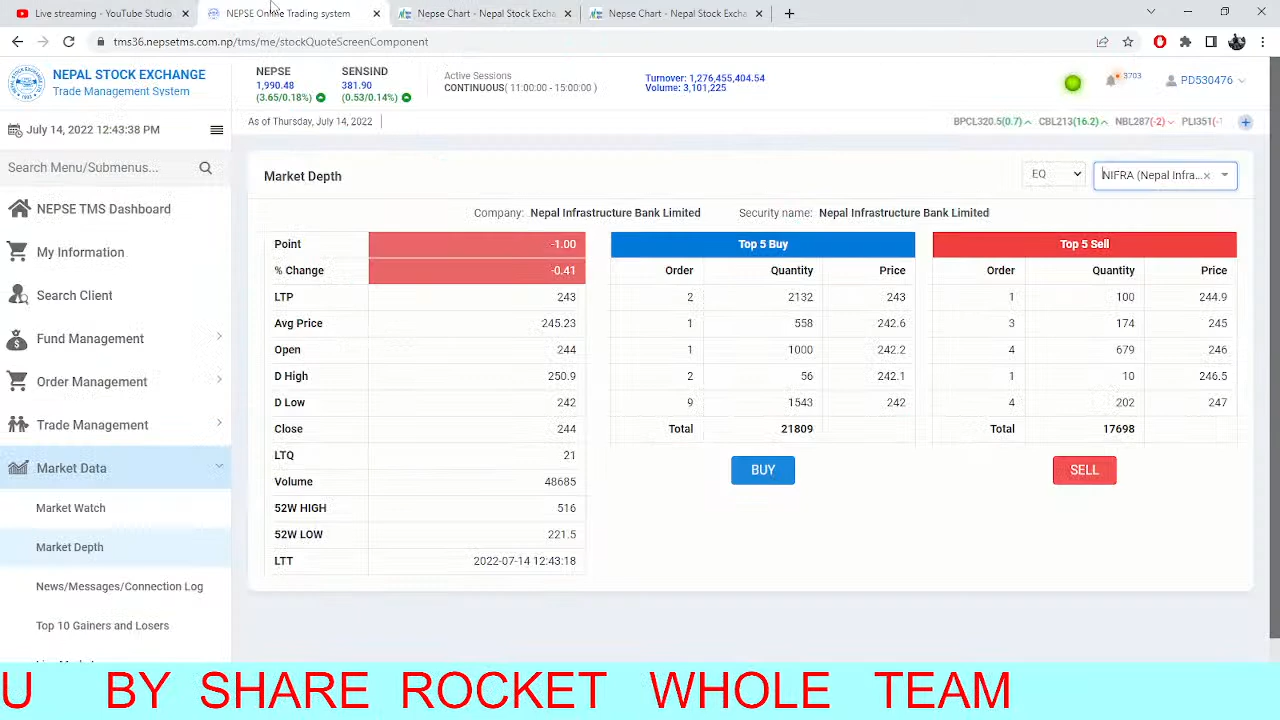 Live streaming - YouTube Studio
NEPSE Online Trading system
Nepse Chart - Nepal Stock Excha
Nepse Chart - Nepal Stock Excha
tms36.nepsetms.com.np/tms/me/stockQuoteScreenComponent
NEPAL STOCK EXCHANGE
Trade Management System
NEPSE
1,990.48
(3.65/0.18%)
SENSIND
381.90
(0.53/0.14%)
Active Sessions
CONTINUOUS( 11:00:00 - 15:00:00 )
Turnover: 1,276,455,404.54
Volume: 3,101,225
3703
PD530476
July 14, 2022 12:43:38 PM
As of Thursday, July 14, 2022
BPCL320.5(0.7) CBL213(16.2) NBL287(-2) PLI351(-1
Search Menu/Submenus...
NEPSE TMS Dashboard
My Information
Search Client
Fund Management
Order Management
Trade Management
Market Data
Market Watch
Market Depth
News/Messages/Connection Log
Top 10 Gainers and Losers
Market Depth
EQ
NIFRA (Nepal Infra...
Company: Nepal Infrastructure Bank Limited Security name: Nepal Infrastructure Bank Limited
Point -1.00
% Change -0.41
LTP 243
Avg Price 245.23
Open 244
D High 250.9
D Low 242
Close 244
LTQ 21
Volume 48685
52W HIGH 516
52W LOW 221.5
LTT 2022-07-14 12:43:18
Top 5 Buy
Order Quantity Price
2 2132 243
1 558 242.6
1 1000 242.2
2 56 242.1
9 1543 242
Total 21809
BUY
Top 5 Sell
Order Quantity Price
1 100 244.9
3 174 245
4 679 246
1 10 246.5
4 202 247
Total 17698
SELL
U BY SHARE ROCKET WHOLE TEAM